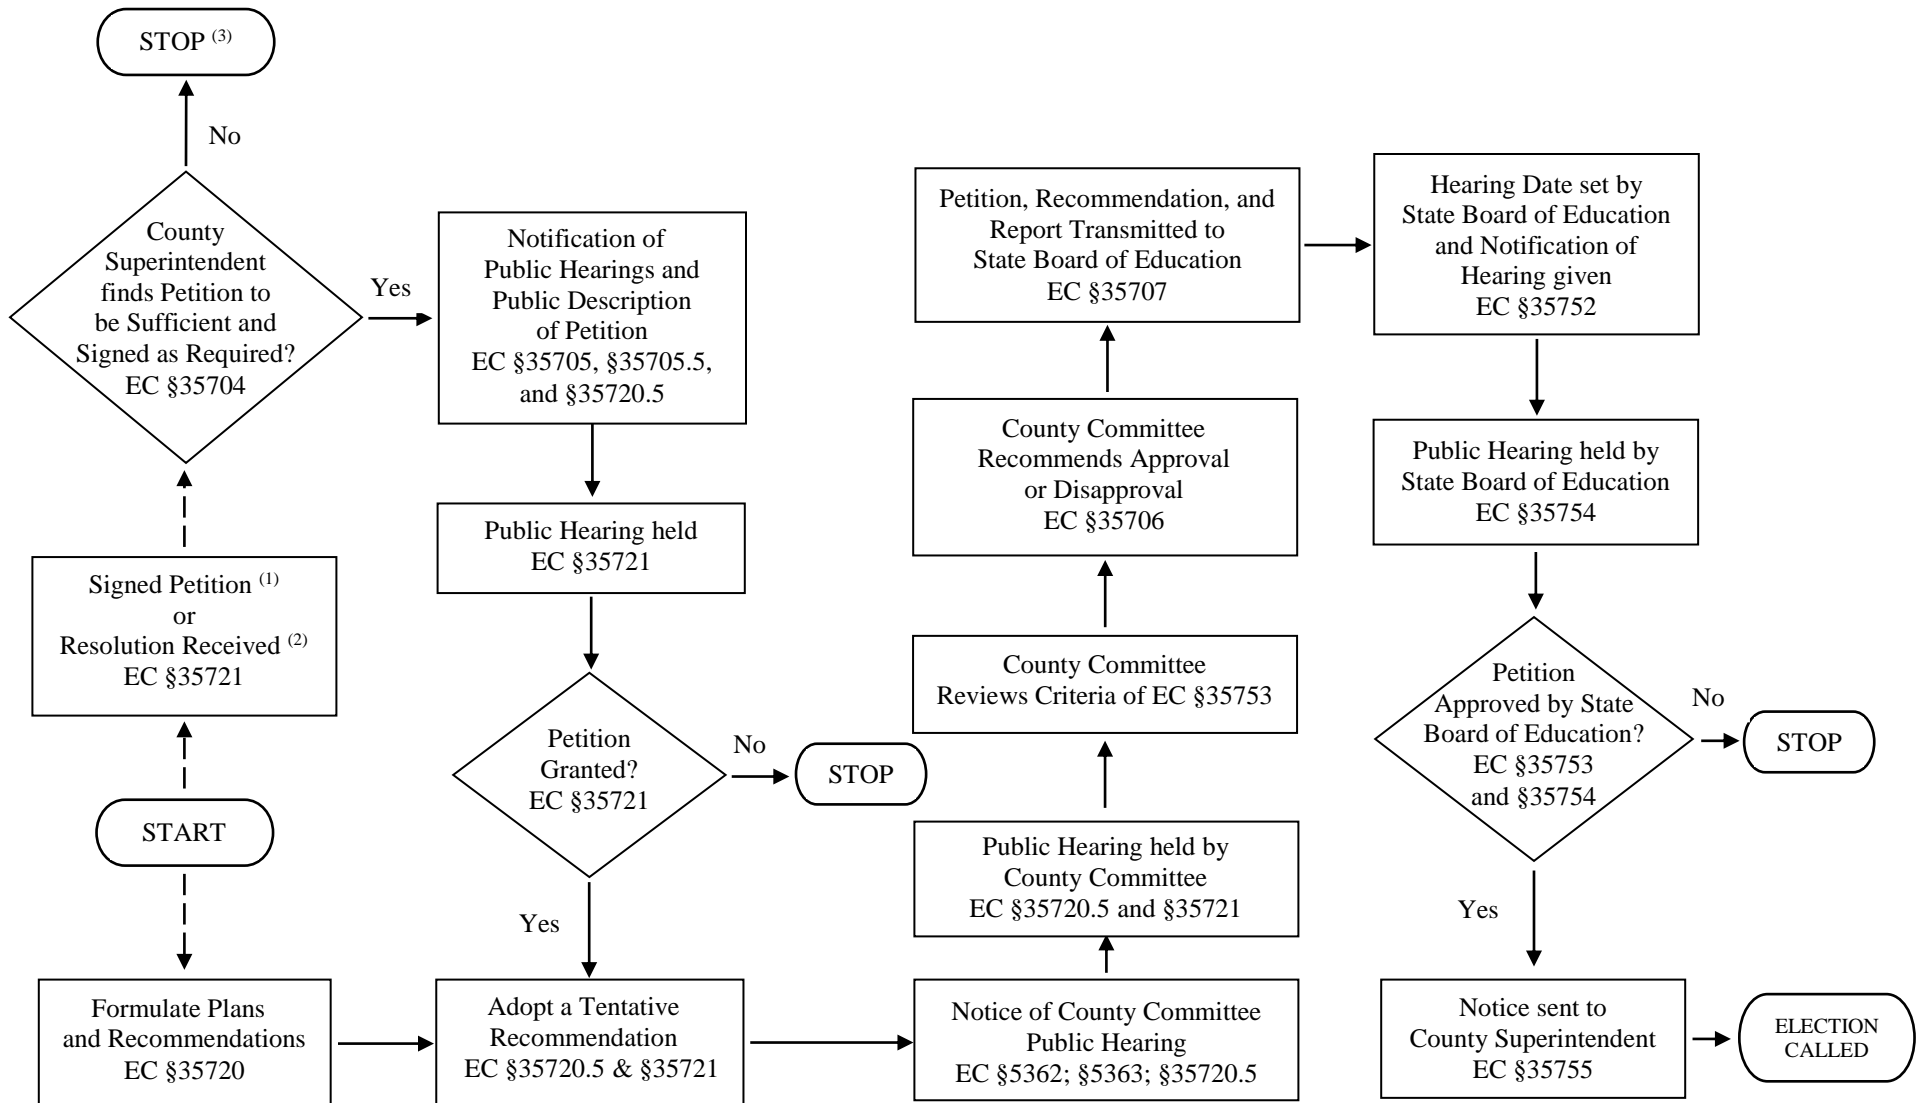 STOP (3)
No
County
Superintendent
finds Petition to
be Sufficient and
Signed as Required?
EC §35704
Yes
Signed Petition (1)
or
Resolution Received (2)
EC §35721
START
Formulate Plans
and Recommendations
EC §35720
Notification of
Public Hearings and
Public Description
of Petition
EC §35705, §35705.5,
and §35720.5
Public Hearing held
EC §35721
Petition
Granted?
EC §35721
No
STOP
Yes
Adopt a Tentative
Recommendation
EC §35720.5 & §35721
Notice of County Committee
Public Hearing
EC §5362; §5363; §35720.5
Public Hearing held by
County Committee
EC §35720.5 and §35721
County Committee
Reviews Criteria of EC §35753
County Committee
Recommends Approval
or Disapproval
EC §35706
Petition, Recommendation, and
Report Transmitted to
State Board of Education
EC §35707
Hearing Date set by
State Board of Education
and Notification of
Hearing given
EC §35752
Public Hearing held by
State Board of Education
EC §35754
Petition
Approved by State
Board of Education?
EC §35753
and §35754
No
STOP
Yes
Notice sent to
County Superintendent
EC §35755
ELECTION
CALLED